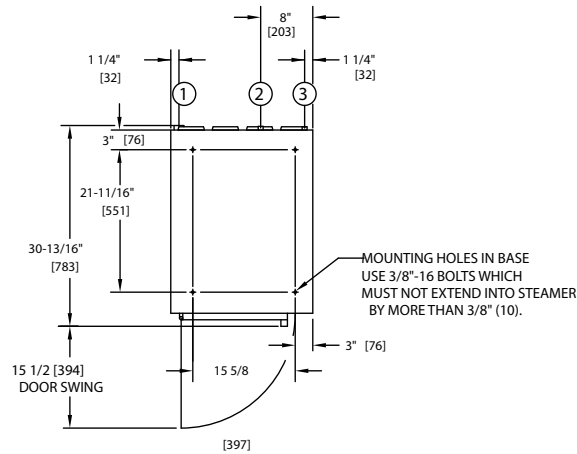 8"
[203]
1 1/4"
[32]
1 1/4"
[32]
1
2
3
3" [76]
21-11/16"
[551]
30-13/16"
[783]
MOUNTING HOLES IN BASE
USE 3/8"-16 BOLTS WHICH
MUST NOT EXTEND INTO STEAMER
BY MORE THAN 3/8" (10).
3" [76]
15 1/2 [394]
DOOR SWING
15 5/8
[397]